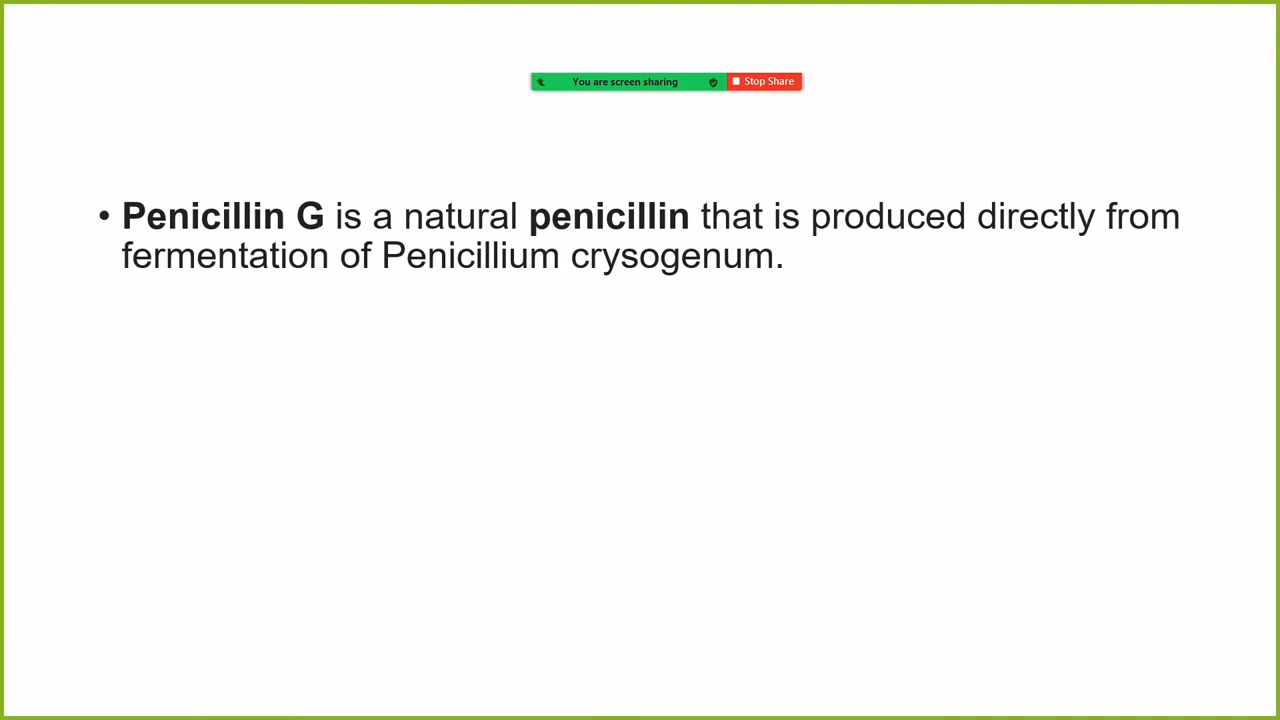 You are screen sharing
Stop Share
• Penicillin G is a natural penicillin that is produced directly from
fermentation of Penicillium crysogenum.